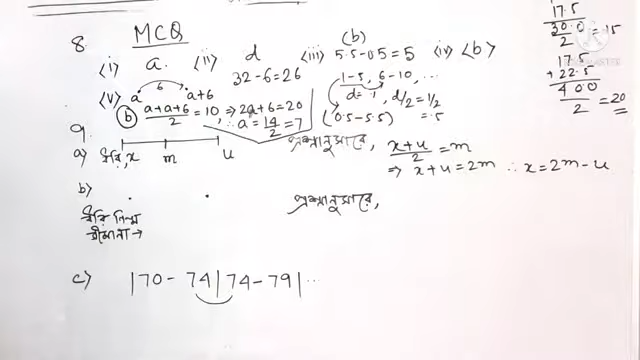 8. MCQ
(i) a. (ii) d (iii) (b) 5.5-0.5=5 (iv) <b>
32-6=26
1-5, 6-10, ...
d=1, d/2=1/2 =.5
(0.5-5.5)
(v) a 6 a+6
(b) a+a+6/2 = 10, ⇒ 2a+6=20
∴ a = 14/2 = 7
17.5
30.0/2 = 15
17.5
+22.5
40.0/2 = 20
9.
a) ধরি, x m u প্রশ্নানুসারে, x+u/2 = m
⇒ x+u=2m ∴ x=2m-u
b)
ধরি নিম্ন প্রশ্নানুসারে,
সীমানা→
c) |70-74|74-79|...